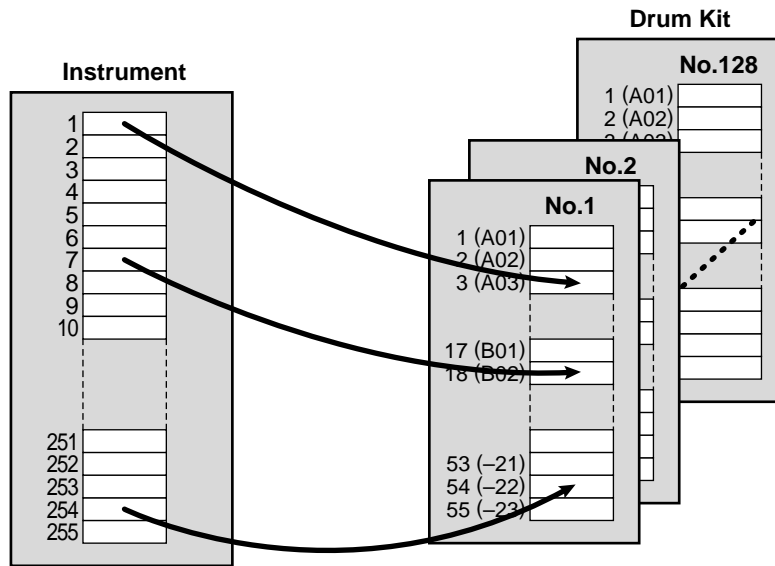 Drum Kit
Instrument
No.128
1 (A01)
2 (A02)
No.2
No.1
1
2
3
4
5
6
7
8
9
10
251
252
253
254
255
1 (A01)
2 (A02)
3 (A03)
17 (B01)
18 (B02)
53 (–21)
54 (–22)
55 (–23)